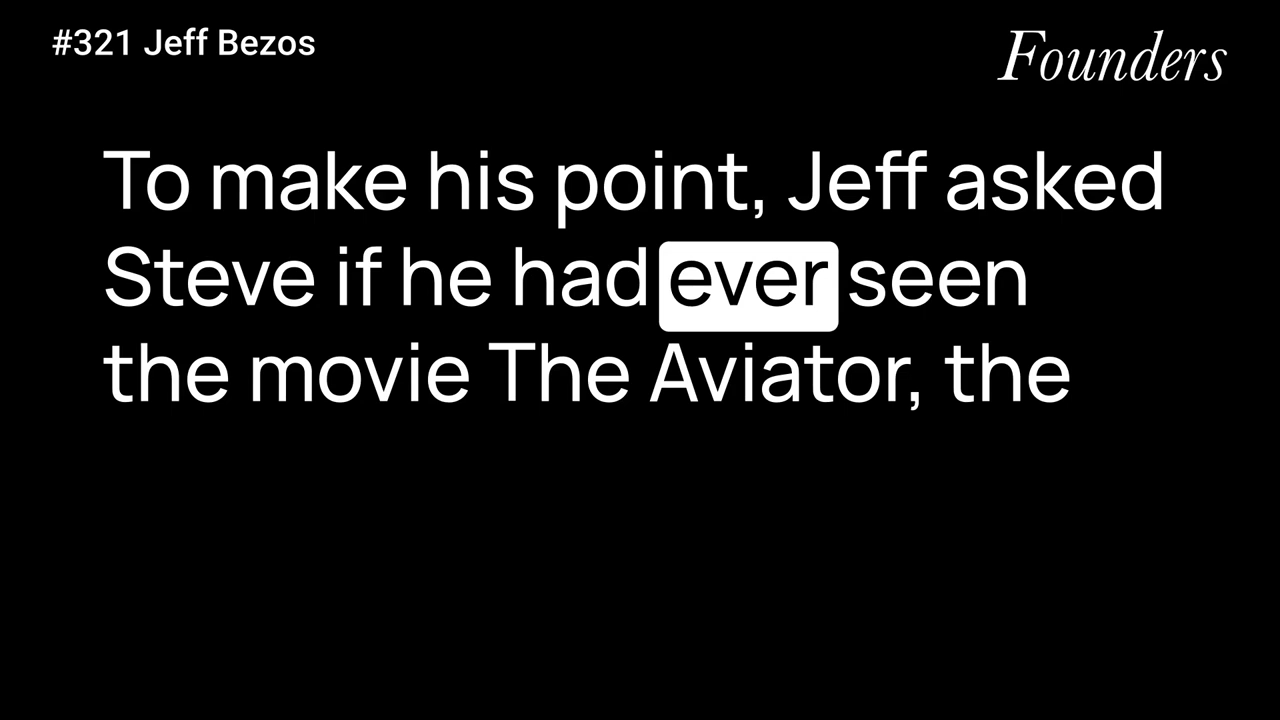 #321 Jeff Bezos
Founders
To make his point, Jeff asked
Steve if he had ever seen
the movie The Aviator, the